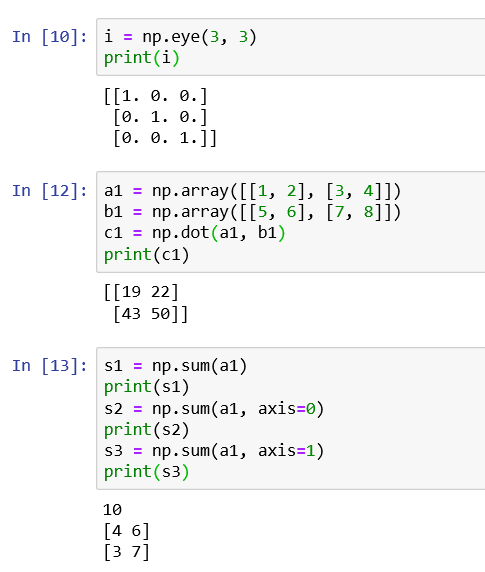 In [10]: i = np.eye(3, 3)
print(i)
[[1. 0. 0.]
 [0. 1. 0.]
 [0. 0. 1.]]
In [12]: a1 = np.array([[1, 2], [3, 4]])
b1 = np.array([[5, 6], [7, 8]])
c1 = np.dot(a1, b1)
print(c1)
[[19 22]
 [43 50]]
In [13]: s1 = np.sum(a1)
print(s1)
s2 = np.sum(a1, axis=0)
print(s2)
s3 = np.sum(a1, axis=1)
print(s3)
10
[4 6]
[3 7]